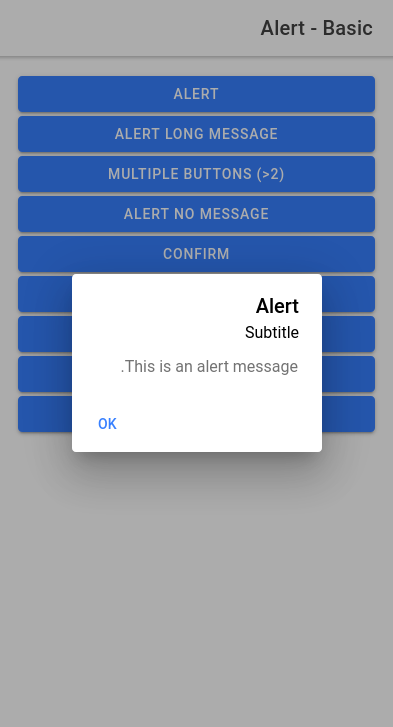 Alert - Basic
ALERT
ALERT LONG MESSAGE
MULTIPLE BUTTONS (>2)
ALERT NO MESSAGE
CONFIRM
Alert
Subtitle
.This is an alert message
OK